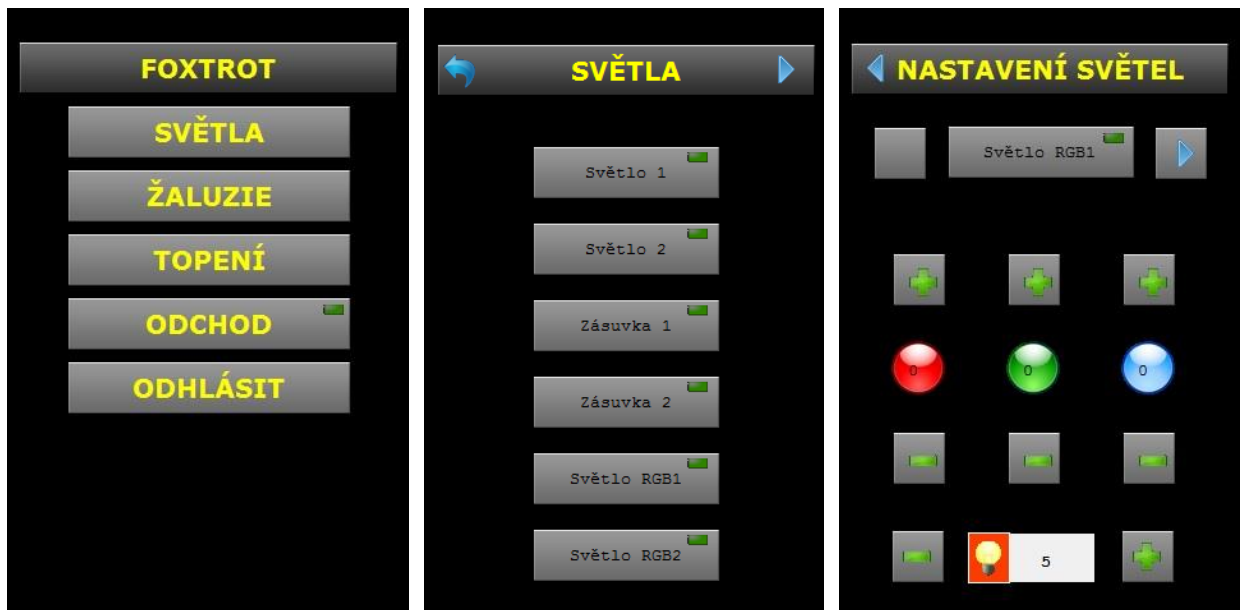 FOXTROT
SVĚTLA
ŽALUZIE
TOPENÍ
ODCHOD
ODHLÁSIT
SVĚTLA
Světlo 1
Světlo 2
Zásuvka 1
Zásuvka 2
Světlo RGB1
Světlo RGB2
NASTAVENÍ SVĚTEL
Světlo RGB1
0 0 0
5